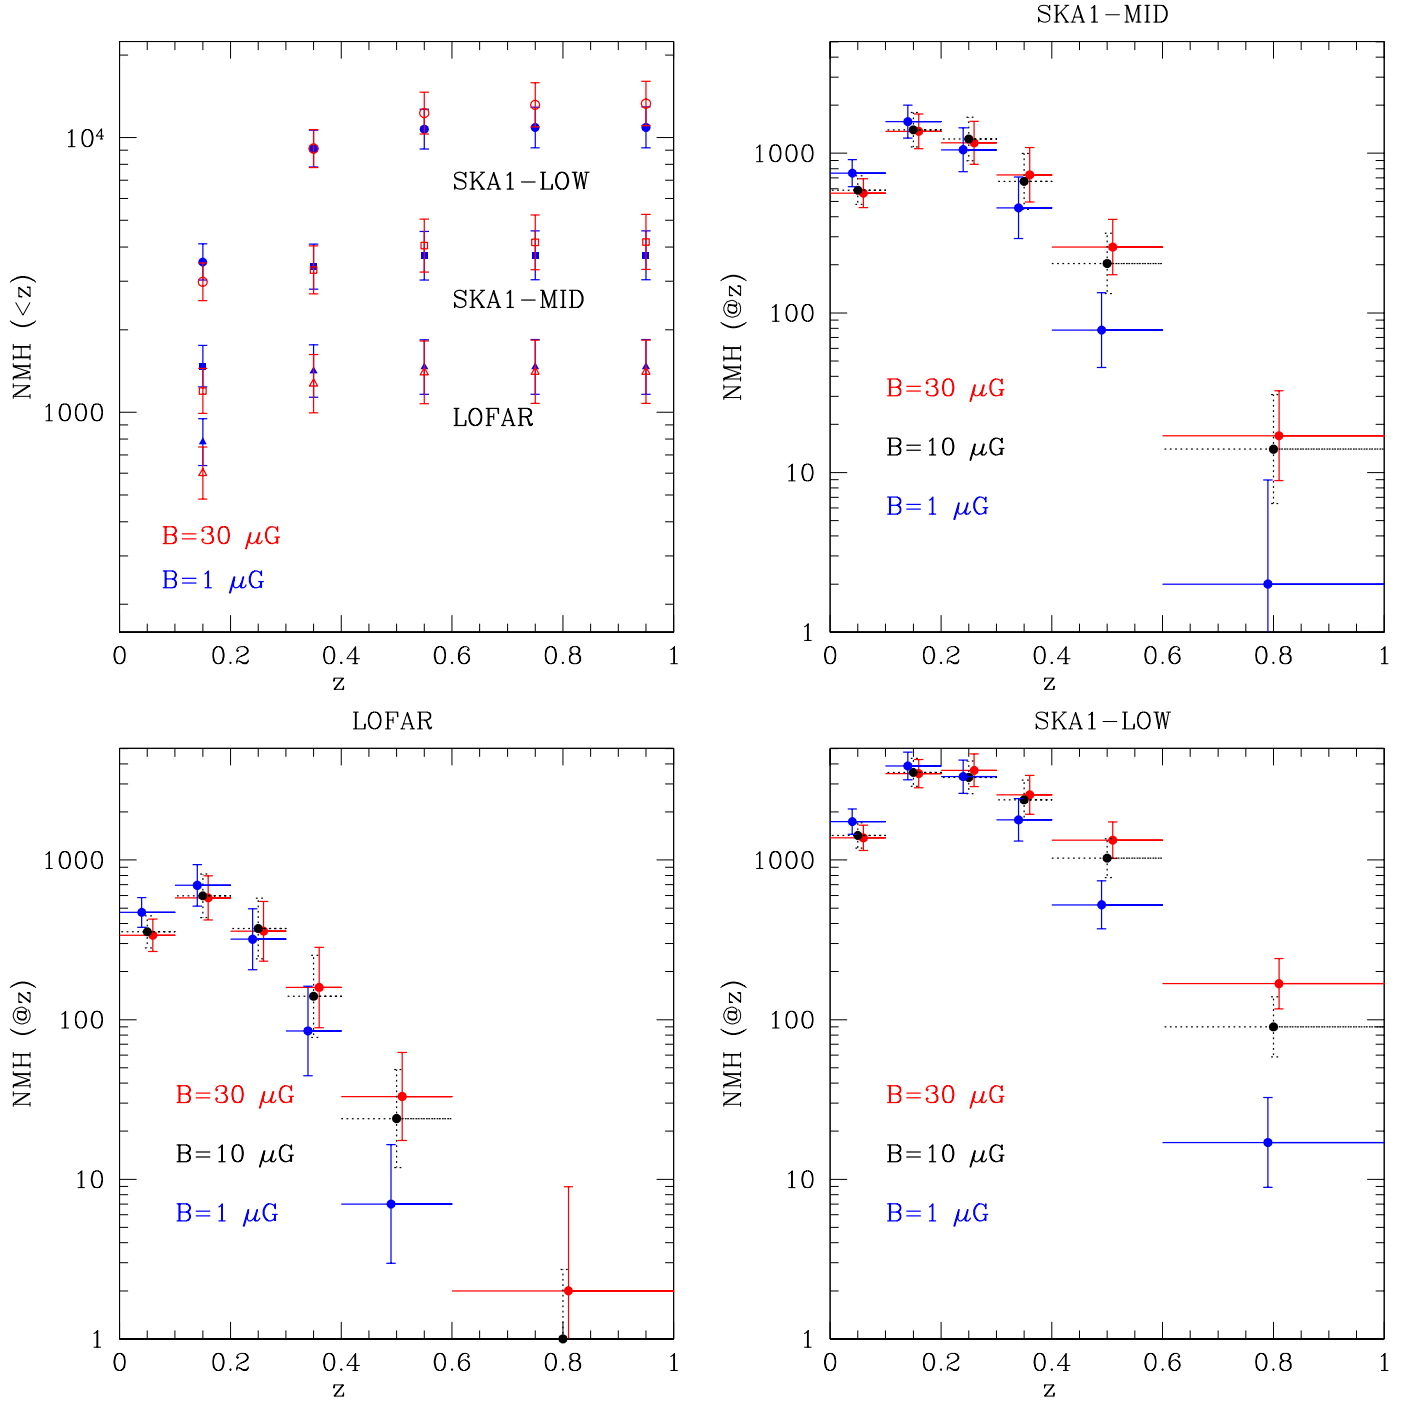 SKA1-MID
10⁴
1000
NMH (<z)
SKA1-LOW
SKA1-MID
LOFAR
B=30 μG
B=1 μG
0 0.2 0.4 0.6 0.8 1
z
1000
100
10
1
NMH (@z)
B=30 μG
B=10 μG
B=1 μG
0 0.2 0.4 0.6 0.8 1
z
LOFAR
1000
100
10
1
NMH (@z)
B=30 μG
B=10 μG
B=1 μG
0 0.2 0.4 0.6 0.8 1
z
SKA1-LOW
1000
100
10
1
NMH (@z)
B=30 μG
B=10 μG
B=1 μG
0 0.2 0.4 0.6 0.8 1
z